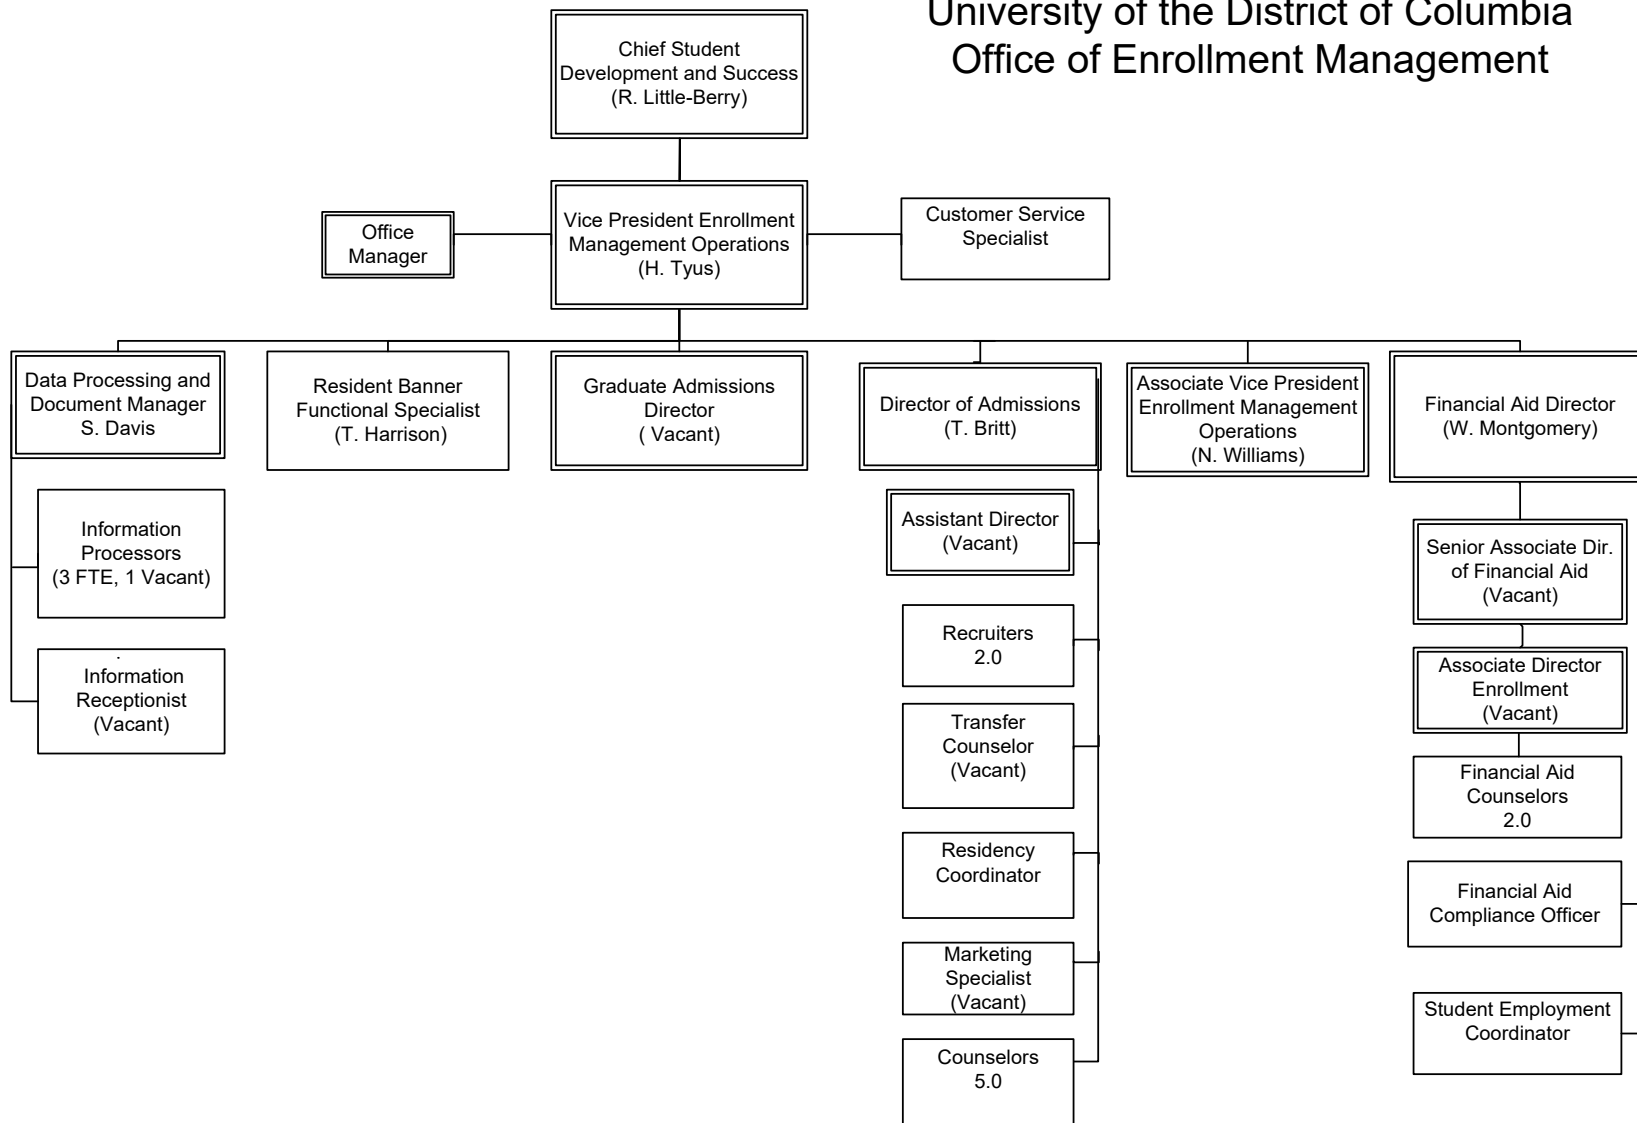 University of the District of Columbia
Office of Enrollment Management
Chief Student
Development and Success
(R. Little-Berry)
Office
Manager
Vice President Enrollment
Management Operations
(H. Tyus)
Customer Service
Specialist
Data Processing and
Document Manager
S. Davis
Resident Banner
Functional Specialist
(T. Harrison)
Graduate Admissions
Director
( Vacant)
Director of Admissions
(T. Britt)
Associate Vice President
Enrollment Management
Operations
(N. Williams)
Financial Aid Director
(W. Montgomery)
Information
Processors
(3 FTE, 1 Vacant)
.
Information
Receptionist
(Vacant)
Assistant Director
(Vacant)
Recruiters
2.0
Transfer
Counselor
(Vacant)
Residency
Coordinator
Marketing
Specialist
(Vacant)
Counselors
5.0
Senior Associate Dir.
of Financial Aid
(Vacant)
Associate Director
Enrollment
(Vacant)
Financial Aid
Counselors
2.0
Financial Aid
Compliance Officer
Student Employment
Coordinator